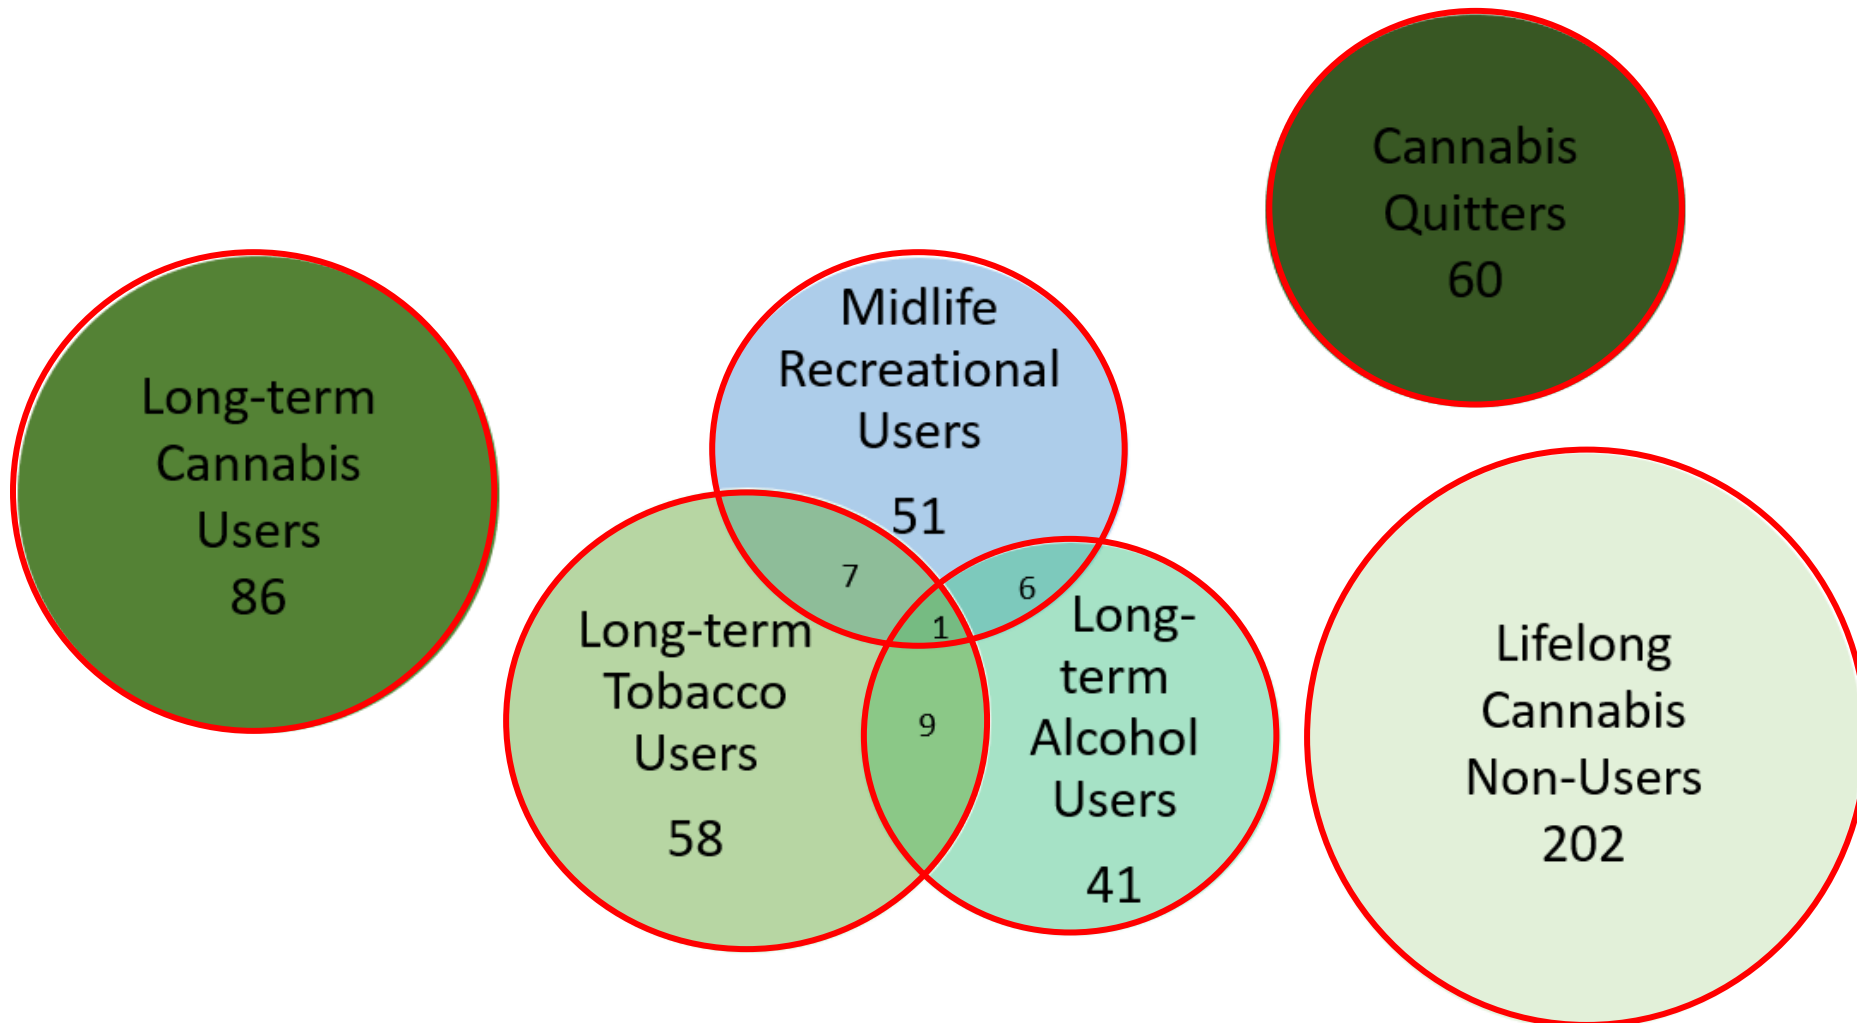 Cannabis
Quitters
60
Long-term
Cannabis
Users
86
Midlife
Recreational
Users
51
7
6
1
9
Long-term
Tobacco
Users
58
Long-
term
Alcohol
Users
41
Lifelong
Cannabis
Non-Users
202